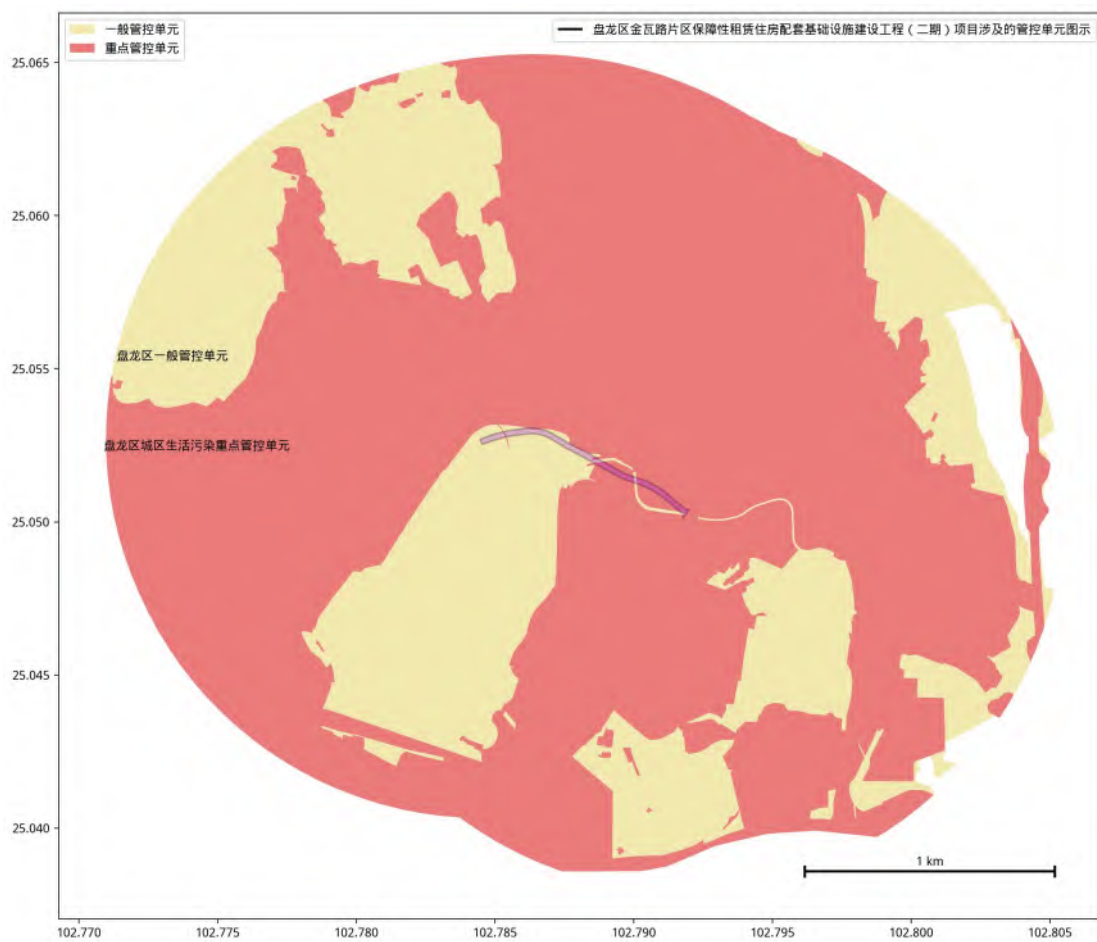 一般管控单元
重点管控单元
盘龙区金瓦路片区保障性租赁住房配套基础设施建设工程（二期）项目涉及的管控单元图示
25.065
25.060
25.055
25.050
25.045
25.040
盘龙区一般管控单元
盘龙区城区生活污染重点管控单元
1 km
102.770
102.775
102.780
102.785
102.790
102.795
102.800
102.805